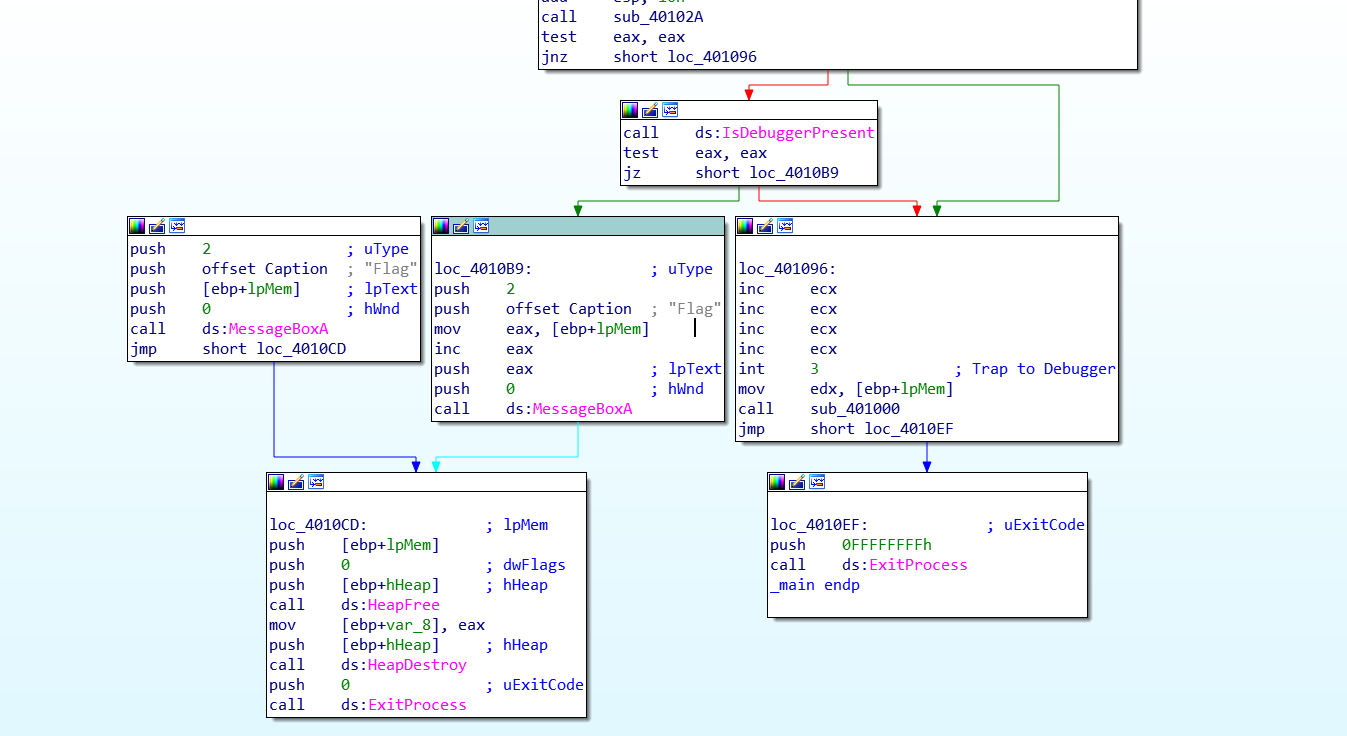 call sub_40102A
test eax, eax
jnz short loc_401096
call ds:IsDebuggerPresent
test eax, eax
jz short loc_4010B9
push 2 ; uType
push offset Caption ; "Flag"
push [ebp+lpMem] ; lpText
push 0 ; hWnd
call ds:MessageBoxA
jmp short loc_4010CD
loc_4010B9: ; uType
push 2
push offset Caption ; "Flag"
mov eax, [ebp+lpMem]
inc eax
push eax ; lpText
push 0 ; hWnd
call ds:MessageBoxA
loc_401096:
inc ecx
inc ecx
inc ecx
inc ecx
int 3 ; Trap to Debugger
mov edx, [ebp+lpMem]
call sub_401000
jmp short loc_4010EF
loc_4010CD: ; lpMem
push [ebp+lpMem]
push 0 ; dwFlags
push [ebp+hHeap] ; hHeap
call ds:HeapFree
mov [ebp+var_8], eax
push [ebp+hHeap] ; hHeap
call ds:HeapDestroy
push 0 ; uExitCode
call ds:ExitProcess
loc_4010EF: ; uExitCode
push 0FFFFFFFFh
call ds:ExitProcess
_main endp